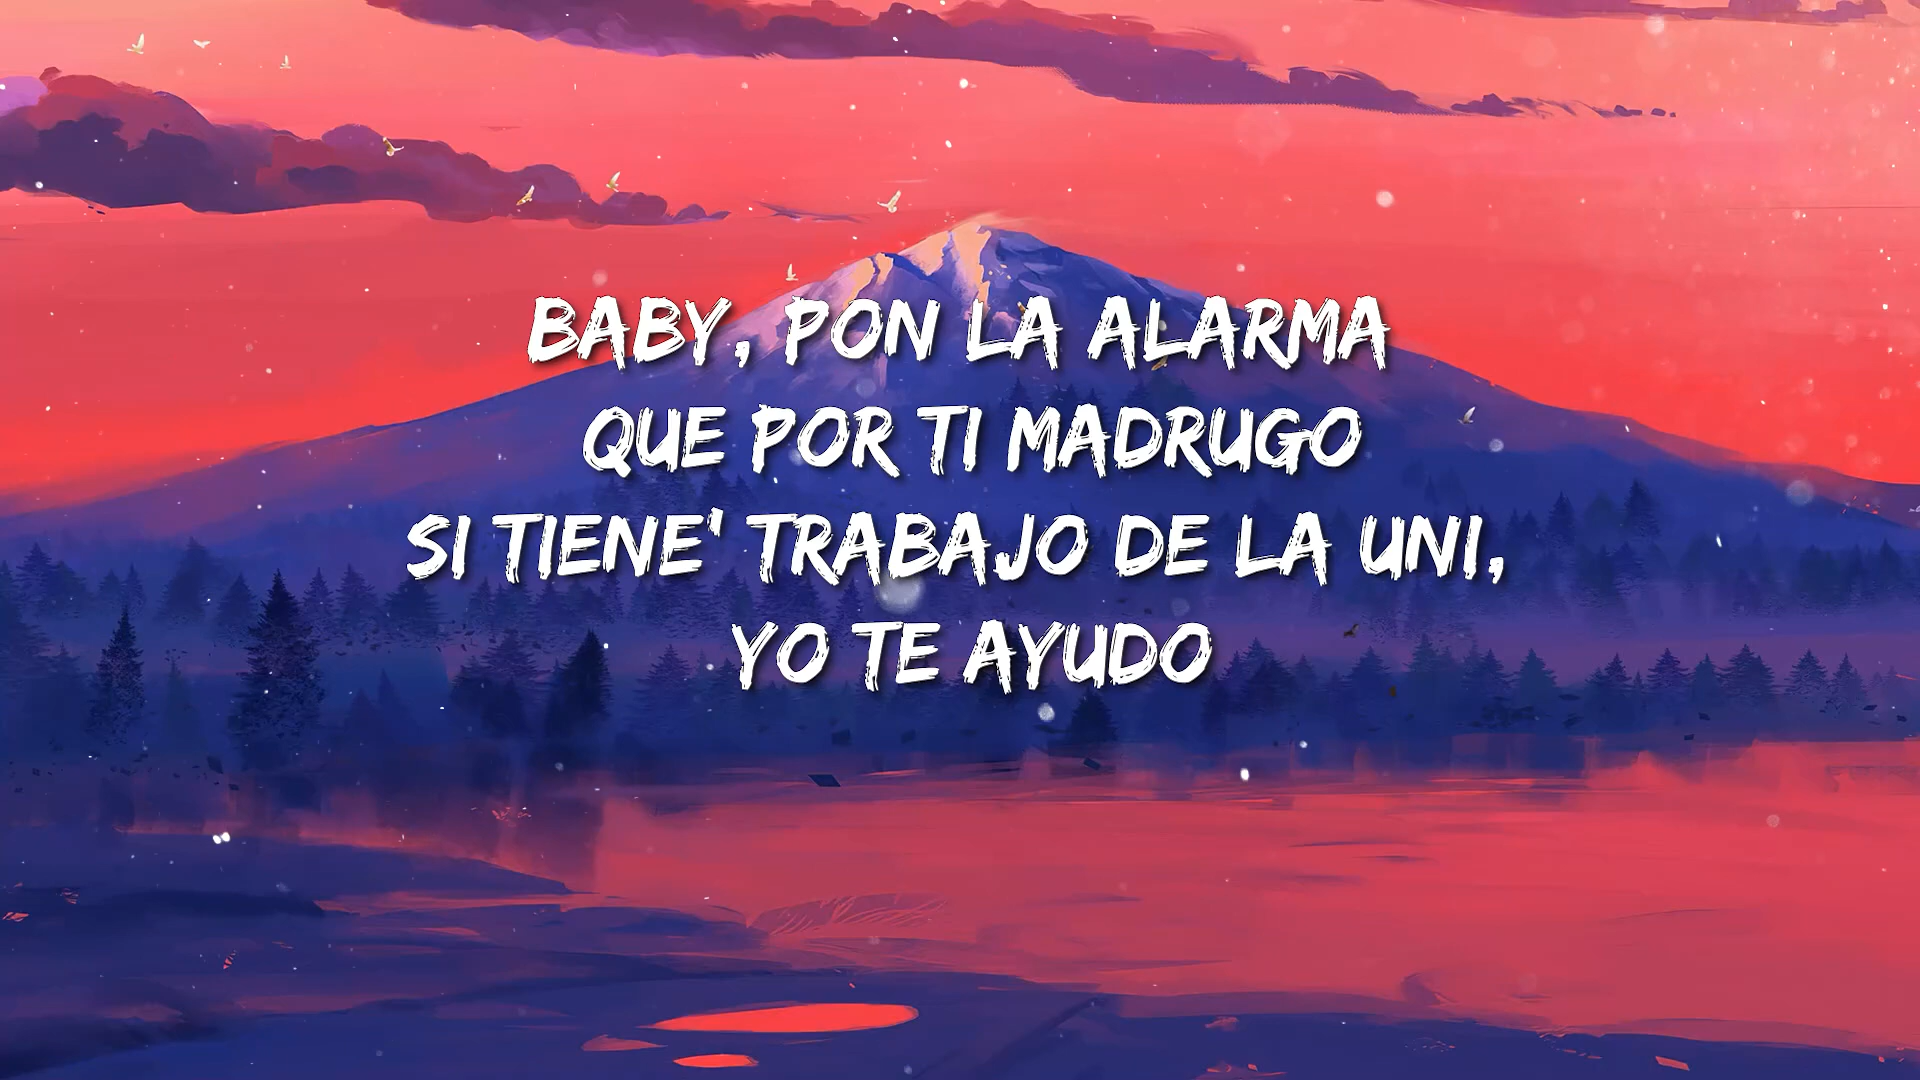 BABY, PON LA ALARMA
QUE POR TI MADRUGO
SI TIENE' TRABAJO DE LA UNI,
YO TE AYUDO